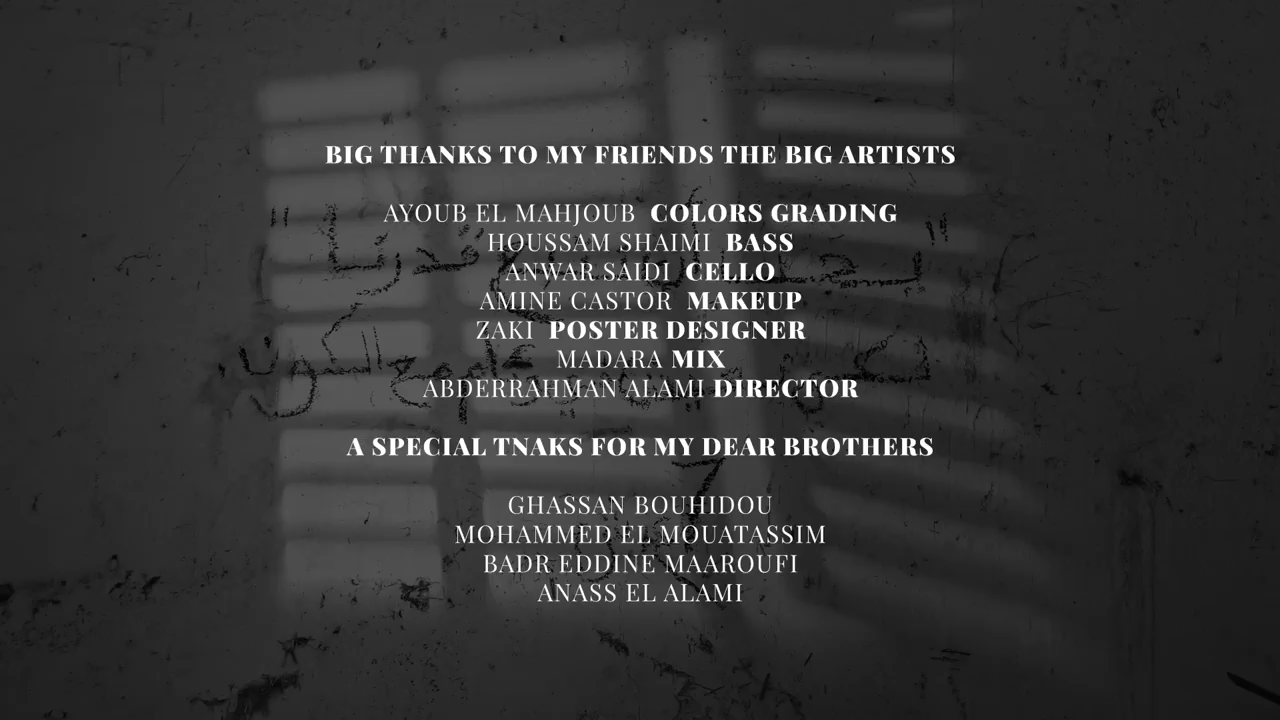 BIG THANKS TO MY FRIENDS THE BIG ARTISTS
AYOUB EL MAHJOUB COLORS GRADING
HOUSSAM SHAIMI BASS
ANWAR SAIDI CELLO
AMINE CASTOR MAKEUP
ZAKI POSTER DESIGNER
MADARA MIX
ABDERRAHMAN ALAMI DIRECTOR
A SPECIAL TNAKS FOR MY DEAR BROTHERS
GHASSAN BOUHIDOU
MOHAMMED EL MOUATASSIM
BADR EDDINE MAAROUFI
ANASS EL ALAMI